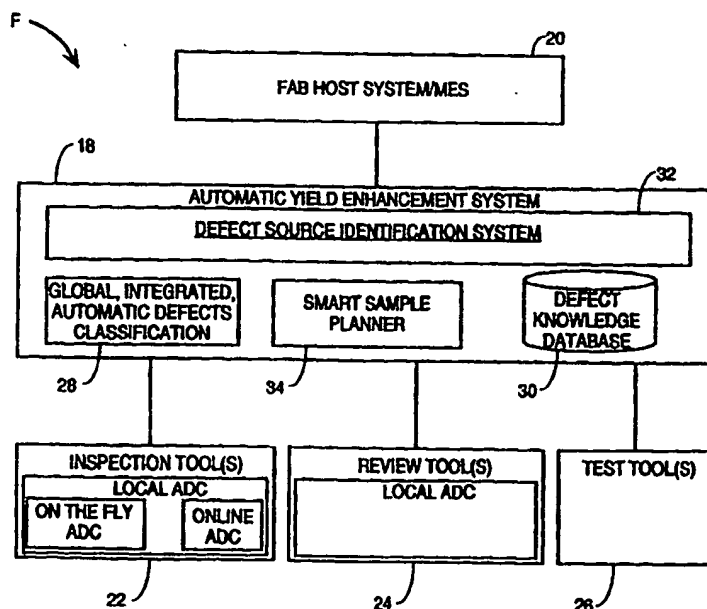 F
20
FAB HOST SYSTEM/MES
18
32
AUTOMATIC YIELD ENHANCEMENT SYSTEM
DEFECT SOURCE IDENTIFICATION SYSTEM
GLOBAL, INTEGRATED,
AUTOMATIC DEFECTS
CLASSIFICATION
SMART SAMPLE
PLANNER
DEFECT
KNOWLEDGE
DATABASE
28
34
30
INSPECTION TOOL(S)
LOCAL ADC
ON THE FLY
ADC
ONLINE
ADC
REVIEW TOOL(S)
LOCAL ADC
TEST TOOL(S)
22
24
26